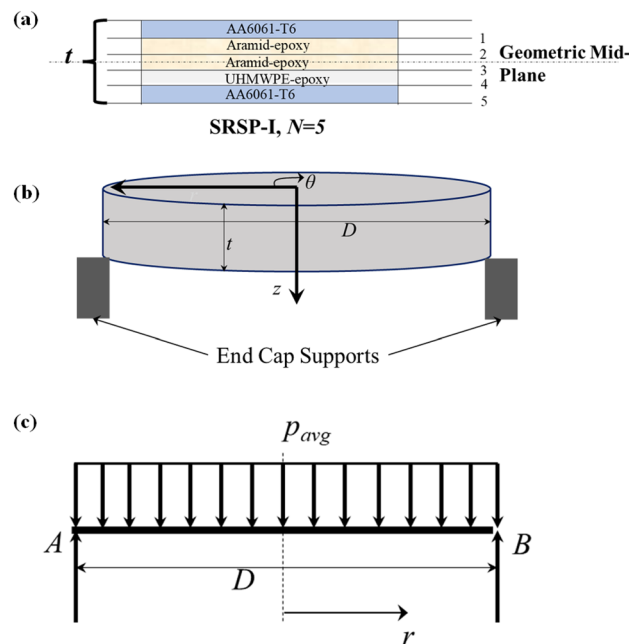 (a)
AA6061-T6
Aramid-epoxy
Aramid-epoxy
UHMWPE-epoxy
AA6061-T6
t
1
2
3
4
5
Geometric Mid-
Plane
SRSP-I, N=5
(b)
θ
D
t
z
End Cap Supports
(c)
Pavg
A
B
D
r